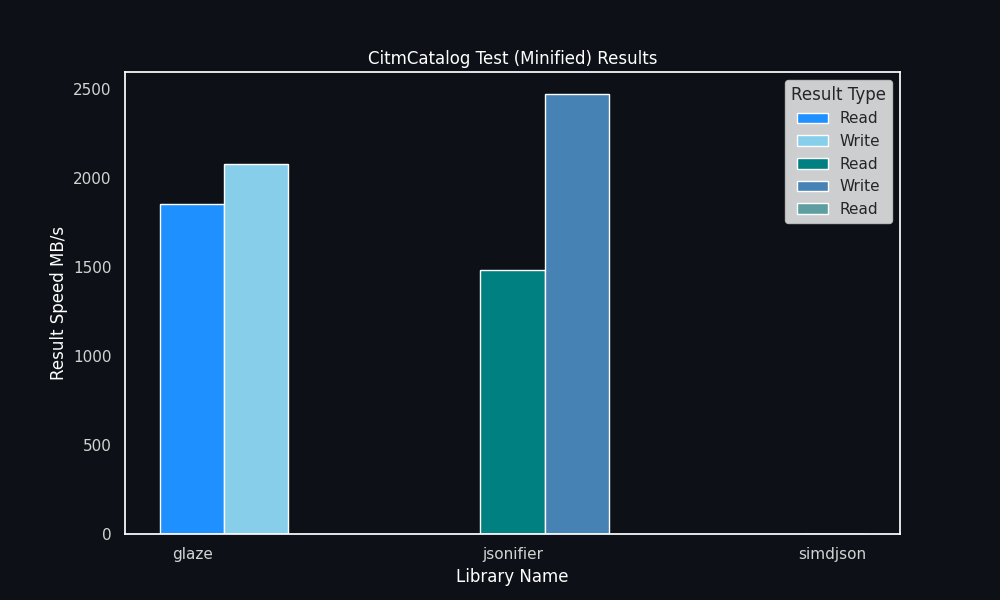 CitmCatalog Test (Minified) Results
Result Type
Read
Write
Read
Write
Read
2500
2000
1500
1000
500
0
Result Speed MB/s
glaze
jsonifier
simdjson
Library Name